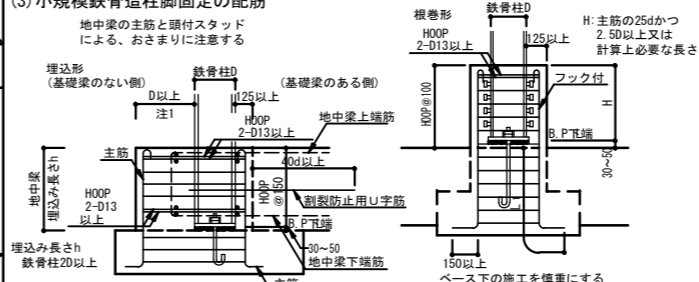 (3) 小規模鉄骨造柱脚固定の配筋
地中梁の主筋と頭付スタッド
による、おさまりに注意する
埋込形
(基礎梁のない側)
鉄骨柱D
(基礎梁のある側)
D以上
125以上
注1
HOOP
2-D13以上
地中梁上端筋
主筋
40d以上
地中梁
埋込み長さh
HOOP
2-D13
以上
HOOP
@150
割裂防止用U字筋
B.P下端
30~50
地中梁下端筋
埋込み長さh
鉄骨柱2D以上
主筋
根巻形
鉄骨柱D
HOOP
2-D13以上
125以上
H:主筋の25dかつ
2.5D以上又は
計算上必要な長さ
フック付
HOOP@100
H
B.P下端
30~50
L
150以上
ベース下の施工を慎重にする